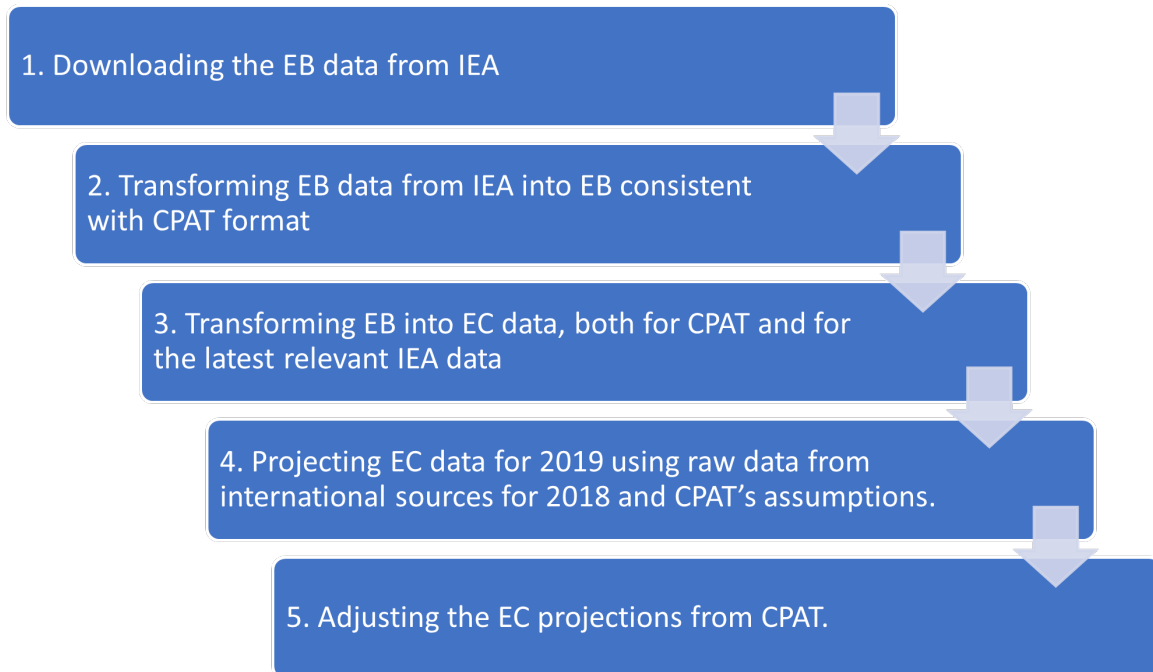 1. Downloading the EB data from IEA
2. Transforming EB data from IEA into EB consistent
with CPAT format
3. Transforming EB into EC data, both for CPAT and for
the latest relevant IEA data
4. Projecting EC data for 2019 using raw data from
international sources for 2018 and CPAT’s assumptions.
5. Adjusting the EC projections from CPAT.